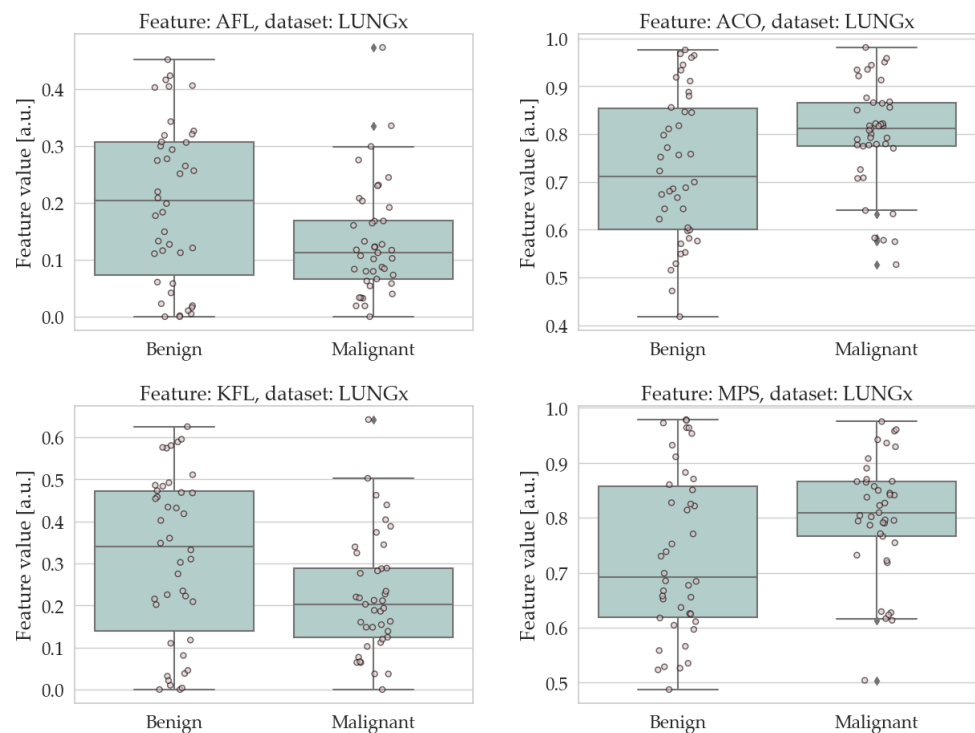 Feature: AFL, dataset: LUNGx
Feature value [a.u.]
0.4
0.3
0.2
0.1
0.0
Benign
Malignant
Feature: ACO, dataset: LUNGx
Feature value [a.u.]
1.0
0.9
0.8
0.7
0.6
0.5
0.4
Benign
Malignant
Feature: KFL, dataset: LUNGx
Feature value [a.u.]
0.6
0.5
0.4
0.3
0.2
0.1
0.0
Benign
Malignant
Feature: MPS, dataset: LUNGx
Feature value [a.u.]
1.0
0.9
0.8
0.7
0.6
0.5
Benign
Malignant